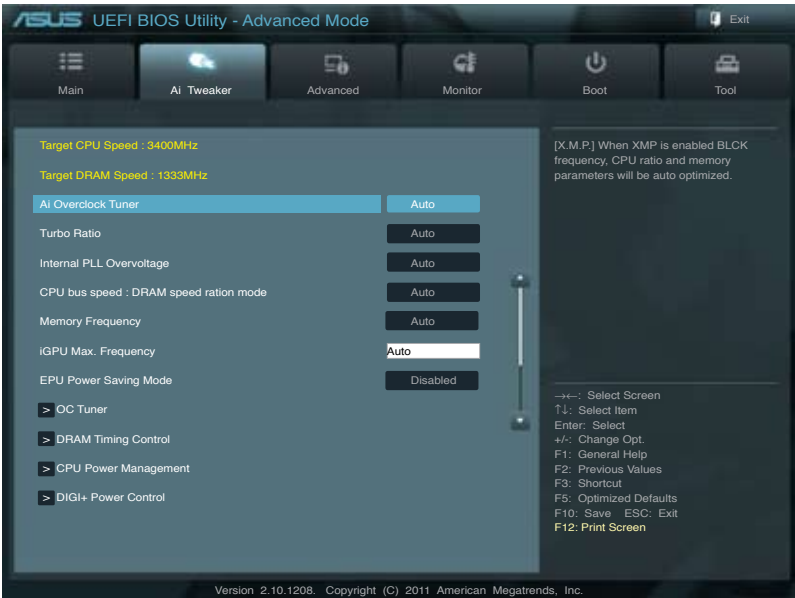 ASUS UEFI BIOS Utility - Advanced Mode
Exit
Main
Ai Tweaker
Advanced
Monitor
Boot
Tool
Target CPU Speed : 3400MHz
Target DRAM Speed : 1333MHz
Ai Overclock Tuner Auto
Turbo Ratio Auto
Internal PLL Overvoltage Auto
CPU bus speed : DRAM speed ration mode Auto
Memory Frequency Auto
iGPU Max. Frequency Auto
EPU Power Saving Mode Disabled
> OC Tuner
> DRAM Timing Control
> CPU Power Management
> DIGI+ Power Control
[X.M.P.] When XMP is enabled BLCK
frequency, CPU ratio and memory
parameters will be auto optimized.
→←: Select Screen
↑↓: Select Item
Enter: Select
+/-: Change Opt.
F1: General Help
F2: Previous Values
F3: Shortcut
F5: Optimized Defaults
F10: Save ESC: Exit
F12: Print Screen
Version 2.10.1208. Copyright (C) 2011 American Megatrends, Inc.